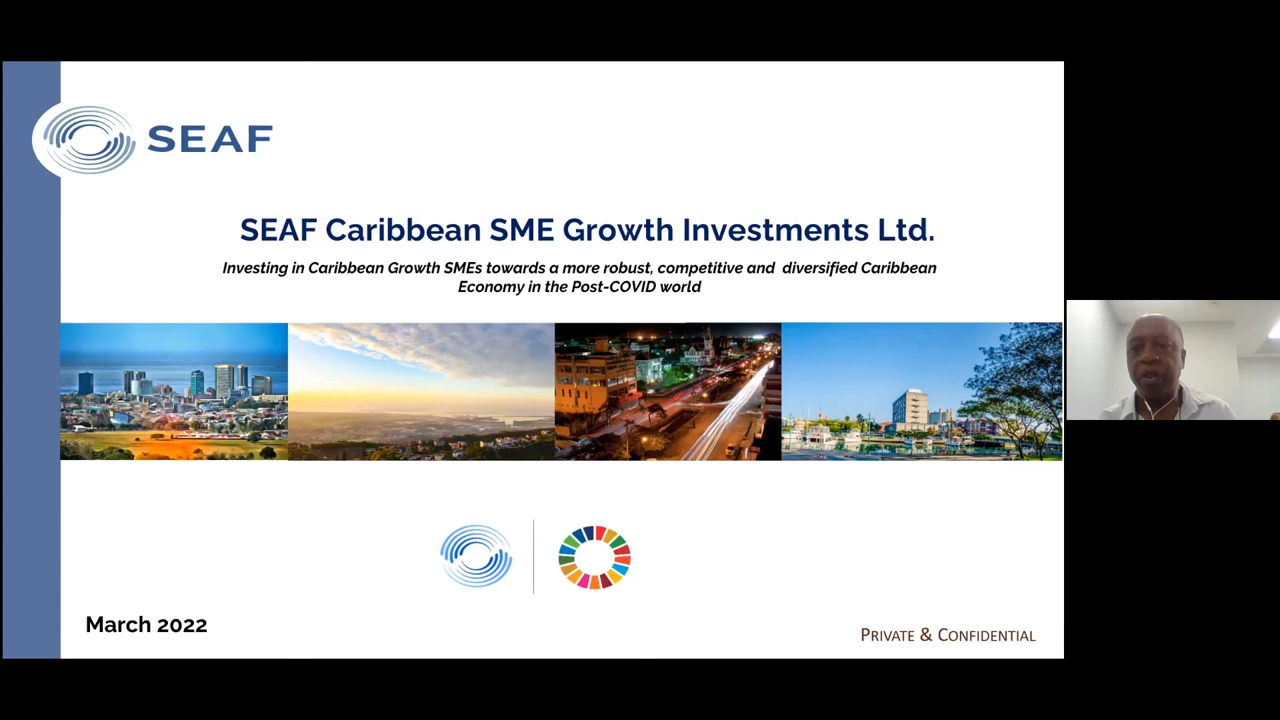 SEAF
SEAF Caribbean SME Growth Investments Ltd.
Investing in Caribbean Growth SMEs towards a more robust, competitive and diversified Caribbean
Economy in the Post-COVID world
March 2022
Private & Confidential